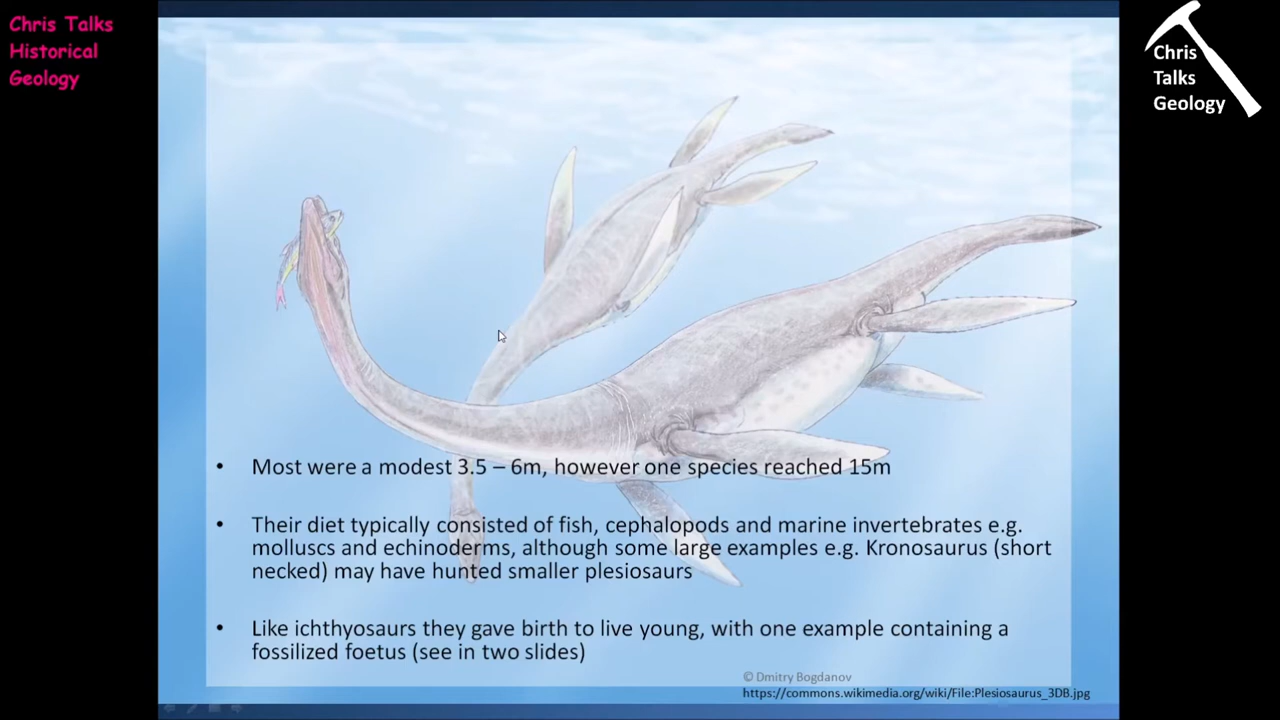 Chris Talks
Historical
Geology
Chris
Talks
Geology
• Most were a modest 3.5 – 6m, however one species reached 15m
• Their diet typically consisted of fish, cephalopods and marine invertebrates e.g.
molluscs and echinoderms, although some large examples e.g. Kronosaurus (short
necked) may have hunted smaller plesiosaurs
• Like ichthyosaurs they gave birth to live young, with one example containing a
fossilized foetus (see in two slides)
© Dmitry Bogdanov
https://commons.wikimedia.org/wiki/File:Plesiosaurus_3DB.jpg